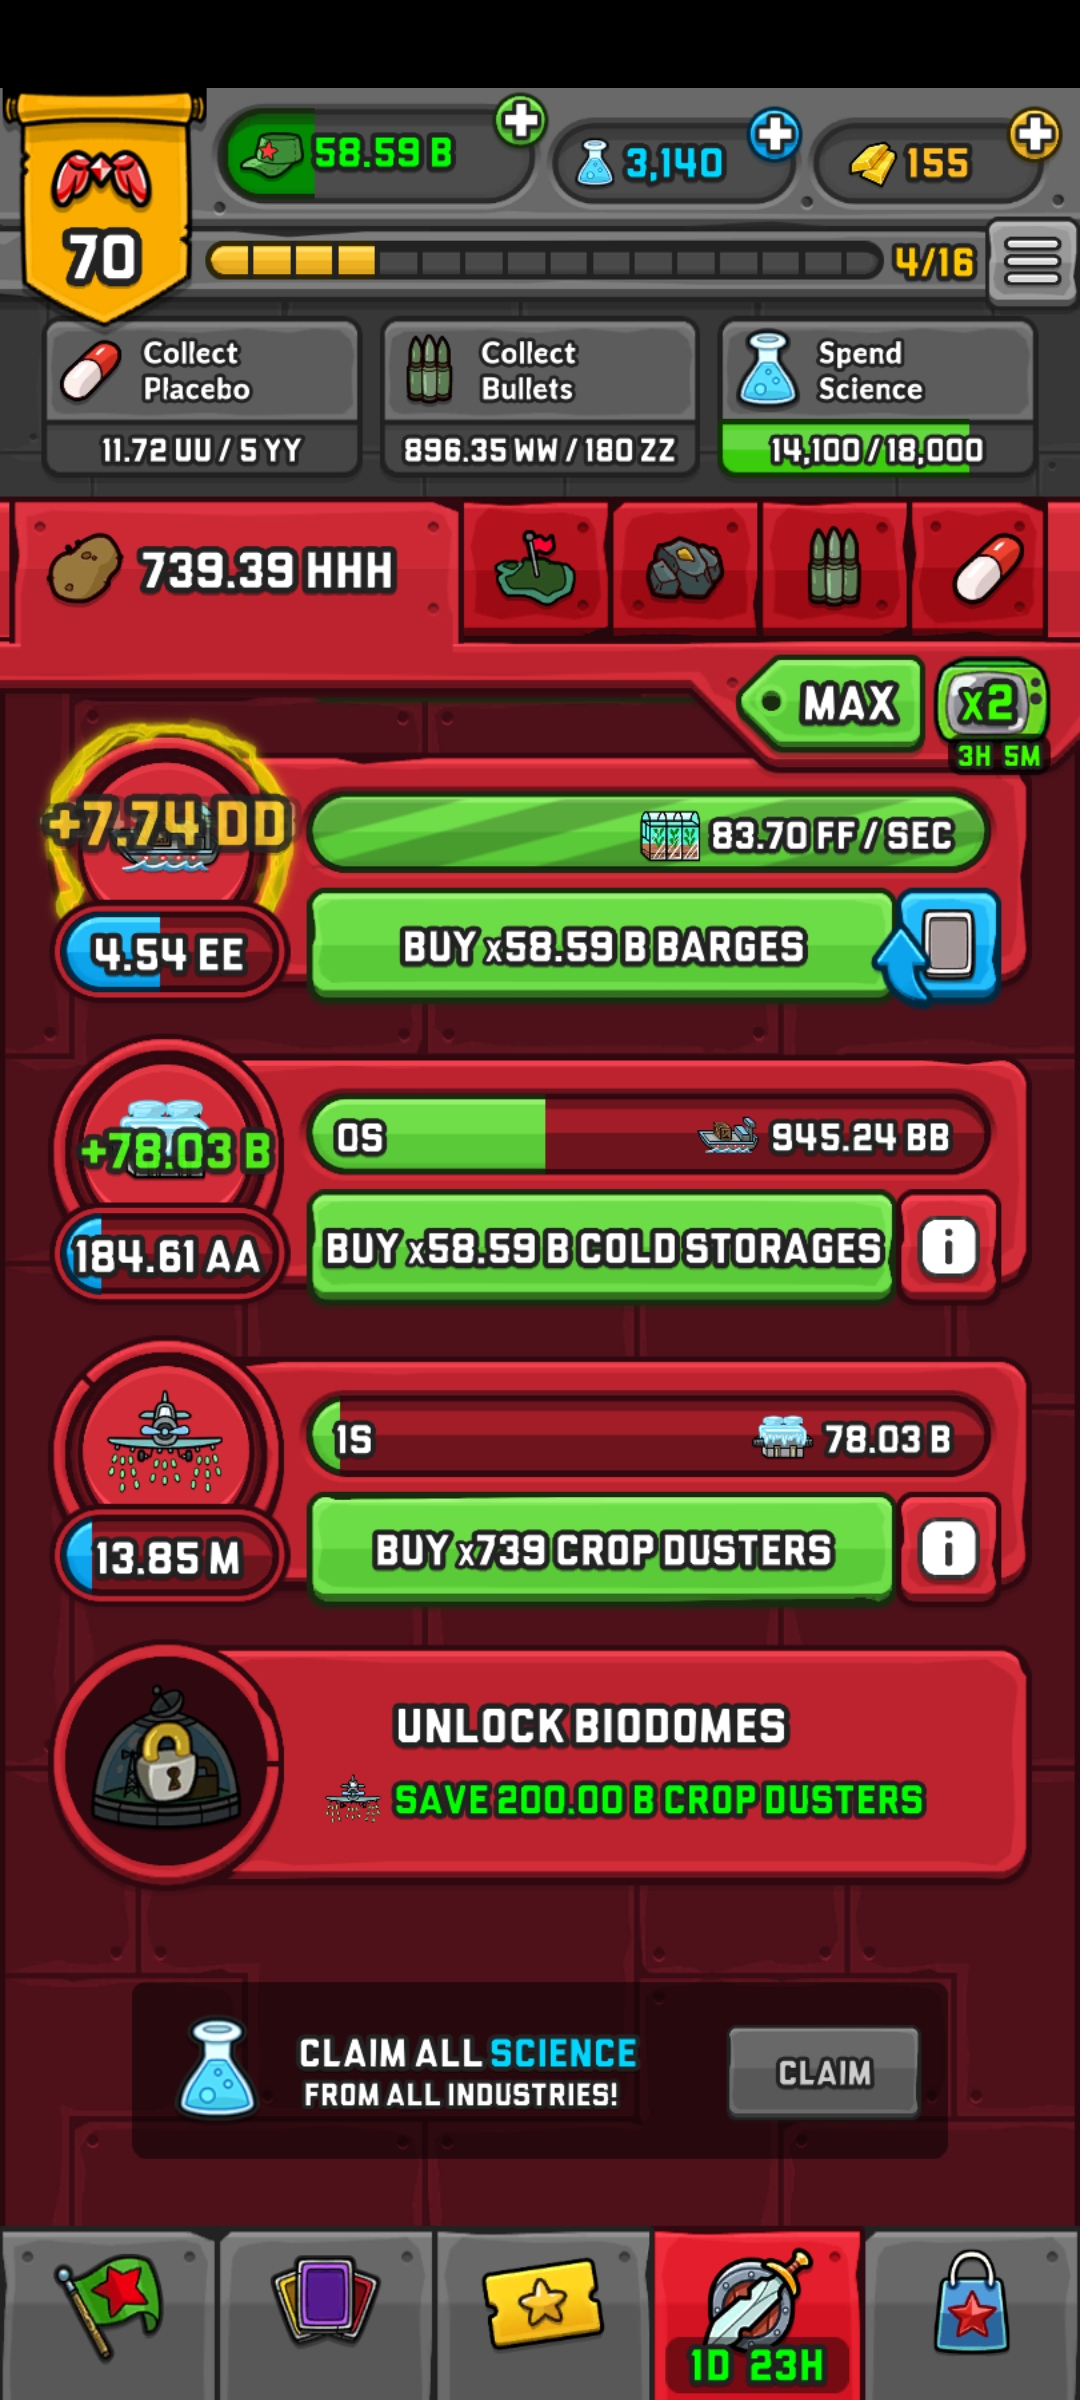 70
58.59 B
3,140
155
4/16
Collect
Placebo
11.72 UU / 5 YY
Collect
Bullets
896.35 WW / 180 ZZ
Spend
Science
14,100 / 18,000
739.39 HHH
MAX
x2
3H 5M
+7.74 DD
83.70 FF / SEC
4.54 EE
BUY x58.59 B BARGES
+78.03 B
0S
945.24 BB
184.61 AA
BUY x58.59 B COLD STORAGES
i
1S
78.03 B
13.85 M
BUY x739 CROP DUSTERS
i
UNLOCK BIODOMES
SAVE 200.00 B CROP DUSTERS
CLAIM ALL SCIENCE
FROM ALL INDUSTRIES!
CLAIM
1D 23H